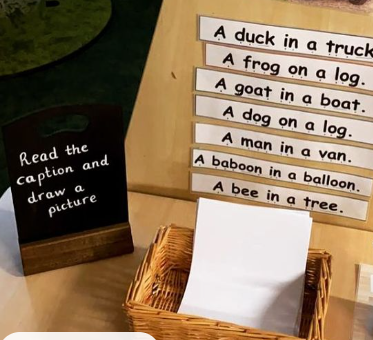 Read the
caption and
draw a
picture
A duck in a truck
A frog on a log.
A goat in a boat.
A dog on a log.
A man in a van.
A baboon in a balloon.
A bee in a tree.